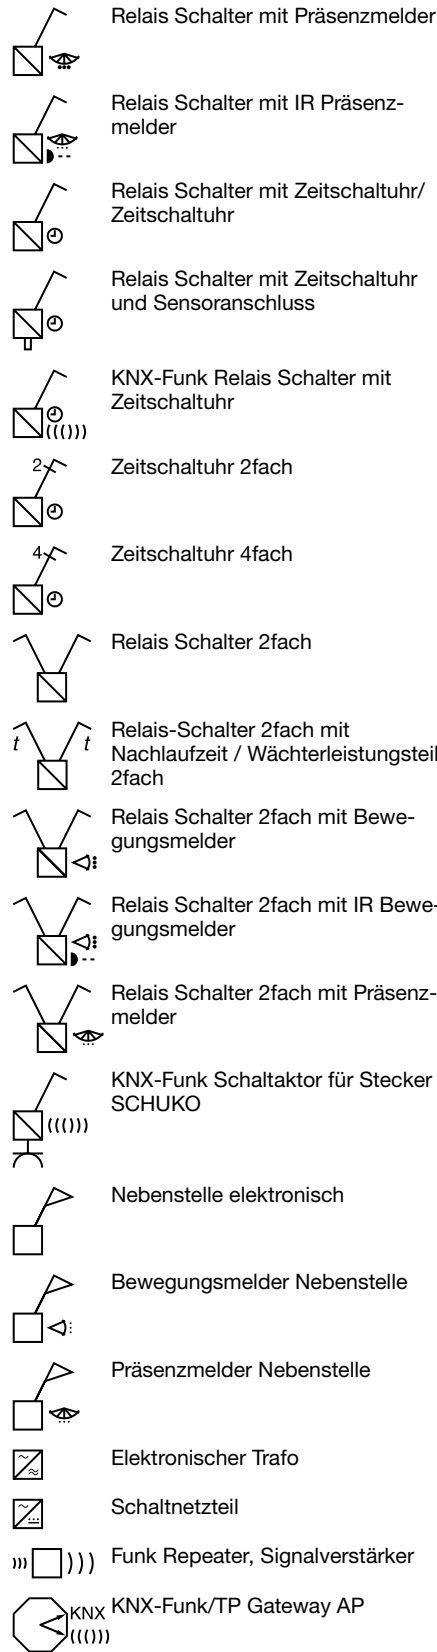 Relais Schalter mit Präsenzmelder
Relais Schalter mit IR Präsenz-
melder
Relais Schalter mit Zeitschaltuhr/
Zeitschaltuhr
Relais Schalter mit Zeitschaltuhr
und Sensoranschluss
KNX-Funk Relais Schalter mit
Zeitschaltuhr
2 Zeitschaltuhr 2fach
4 Zeitschaltuhr 4fach
Relais Schalter 2fach
t t Relais-Schalter 2fach mit
Nachlaufzeit / Wächterleistungsteil
2fach
Relais Schalter 2fach mit Bewe-
gungsmelder
Relais Schalter 2fach mit IR Bewe-
gungsmelder
Relais Schalter 2fach mit Präsenz-
melder
KNX-Funk Schaltaktor für Stecker
SCHUKO
Nebenstelle elektronisch
Bewegungsmelder Nebenstelle
Präsenzmelder Nebenstelle
Elektronischer Trafo
Schaltnetzteil
Funk Repeater, Signalverstärker
KNX KNX-Funk/TP Gateway AP